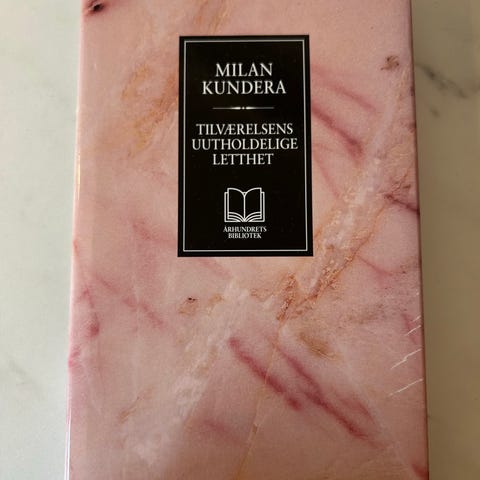 MILAN
KUNDERA
TILVÆRELSENS
UUTHOLDELIGE
LETTHET
ÅRHUNDRETS
BIBLIOTEK